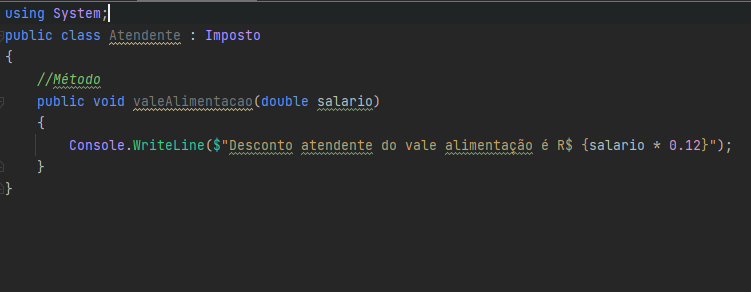 using System;
public class Atendente : Imposto
{
//Método
public void valeAlimentacao(double salario)
{
Console.WriteLine($"Desconto atendente do vale alimentação é R$ {salario * 0.12}");
}
}